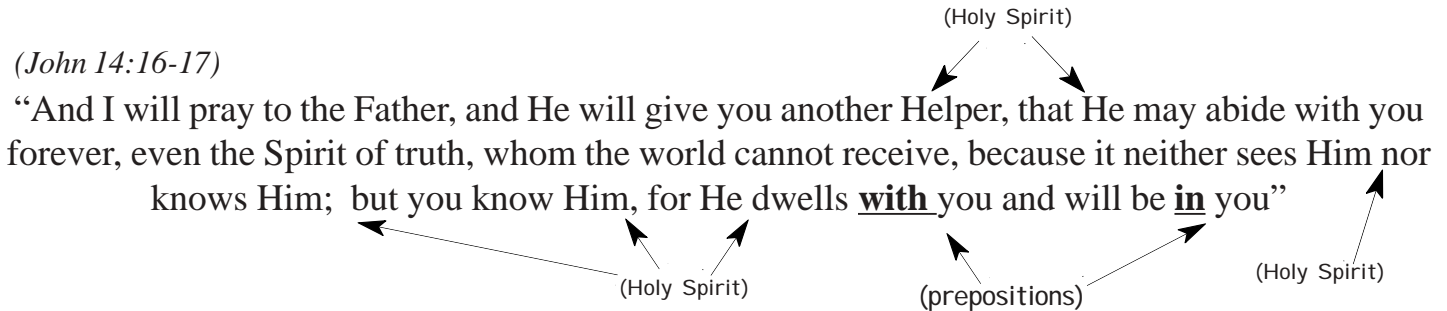 (Holy Spirit)
(John 14:16-17)
“And I will pray to the Father, and He will give you another Helper, that He may abide with you
forever, even the Spirit of truth, whom the world cannot receive, because it neither sees Him nor
knows Him; but you know Him, for He dwells with you and will be in you”
(Holy Spirit)
(prepositions)
(Holy Spirit)